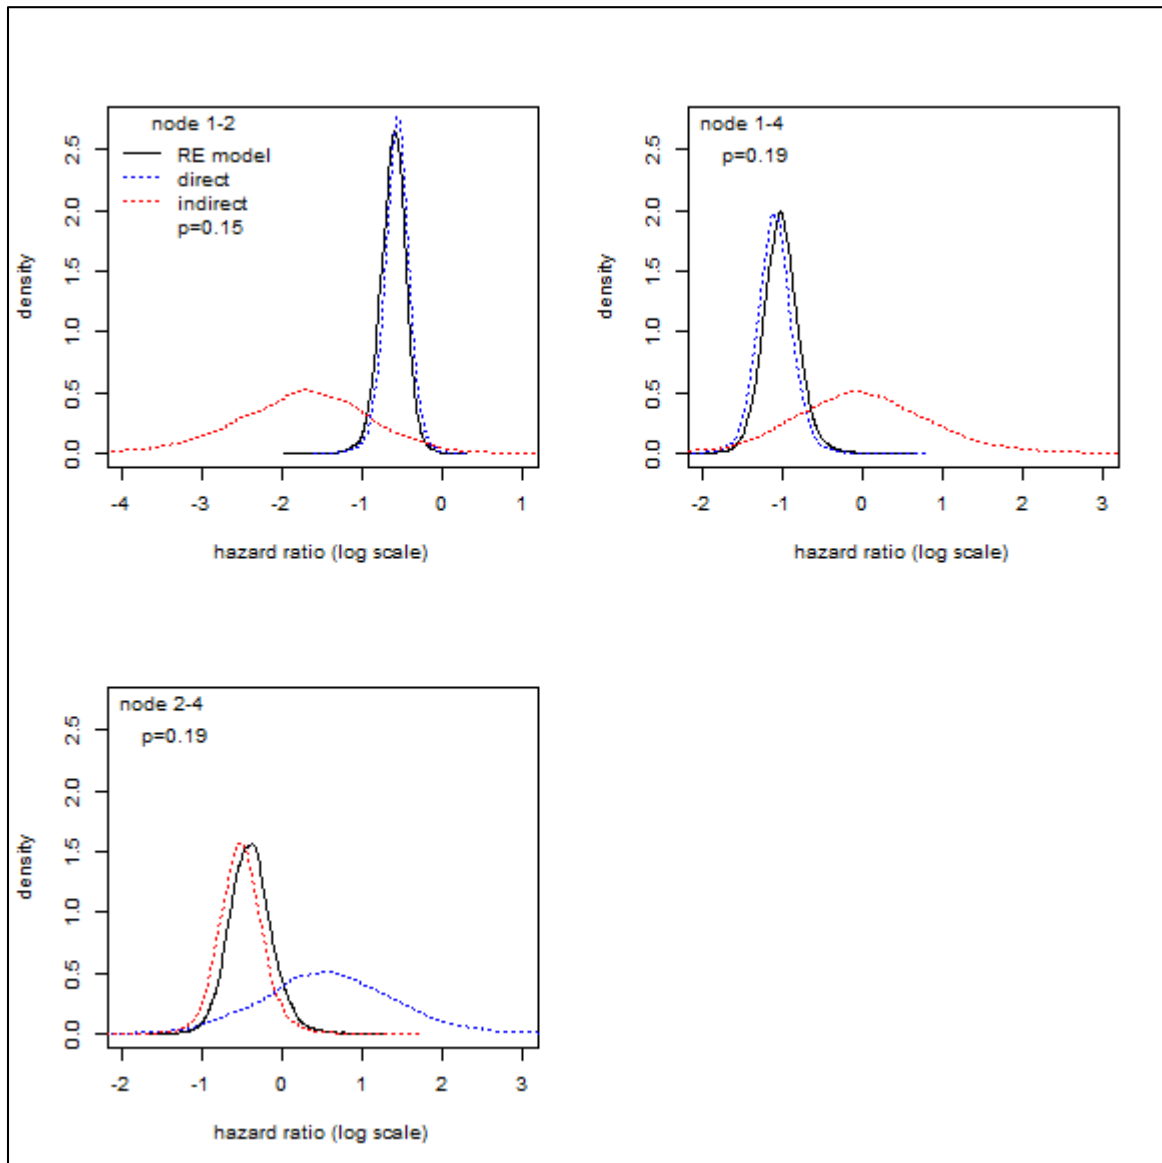 node 1-2
RE model
direct
indirect
p=0.15
density
0.0 0.5 1.0 1.5 2.0 2.5
-4 -3 -2 -1 0 1
hazard ratio (log scale)
node 1-4
p=0.19
density
0.0 0.5 1.0 1.5 2.0 2.5
-2 -1 0 1 2 3
hazard ratio (log scale)
node 2-4
p=0.19
density
0.0 0.5 1.0 1.5 2.0 2.5
-2 -1 0 1 2 3
hazard ratio (log scale)